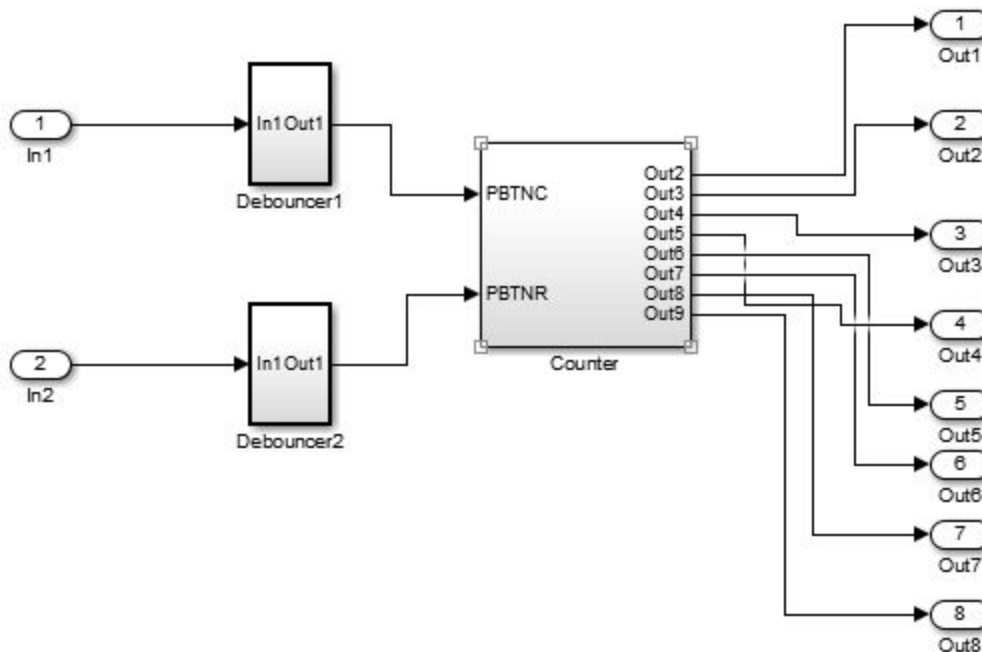 1
In1
In1 Out1
Debouncer1
2
In2
In1 Out1
Debouncer2
PBTNC
PBTNR
Out2
Out3
Out4
Out5
Out6
Out7
Out8
Out9
Counter
1
Out1
2
Out2
3
Out3
4
Out4
5
Out5
6
Out6
7
Out7
8
Out8